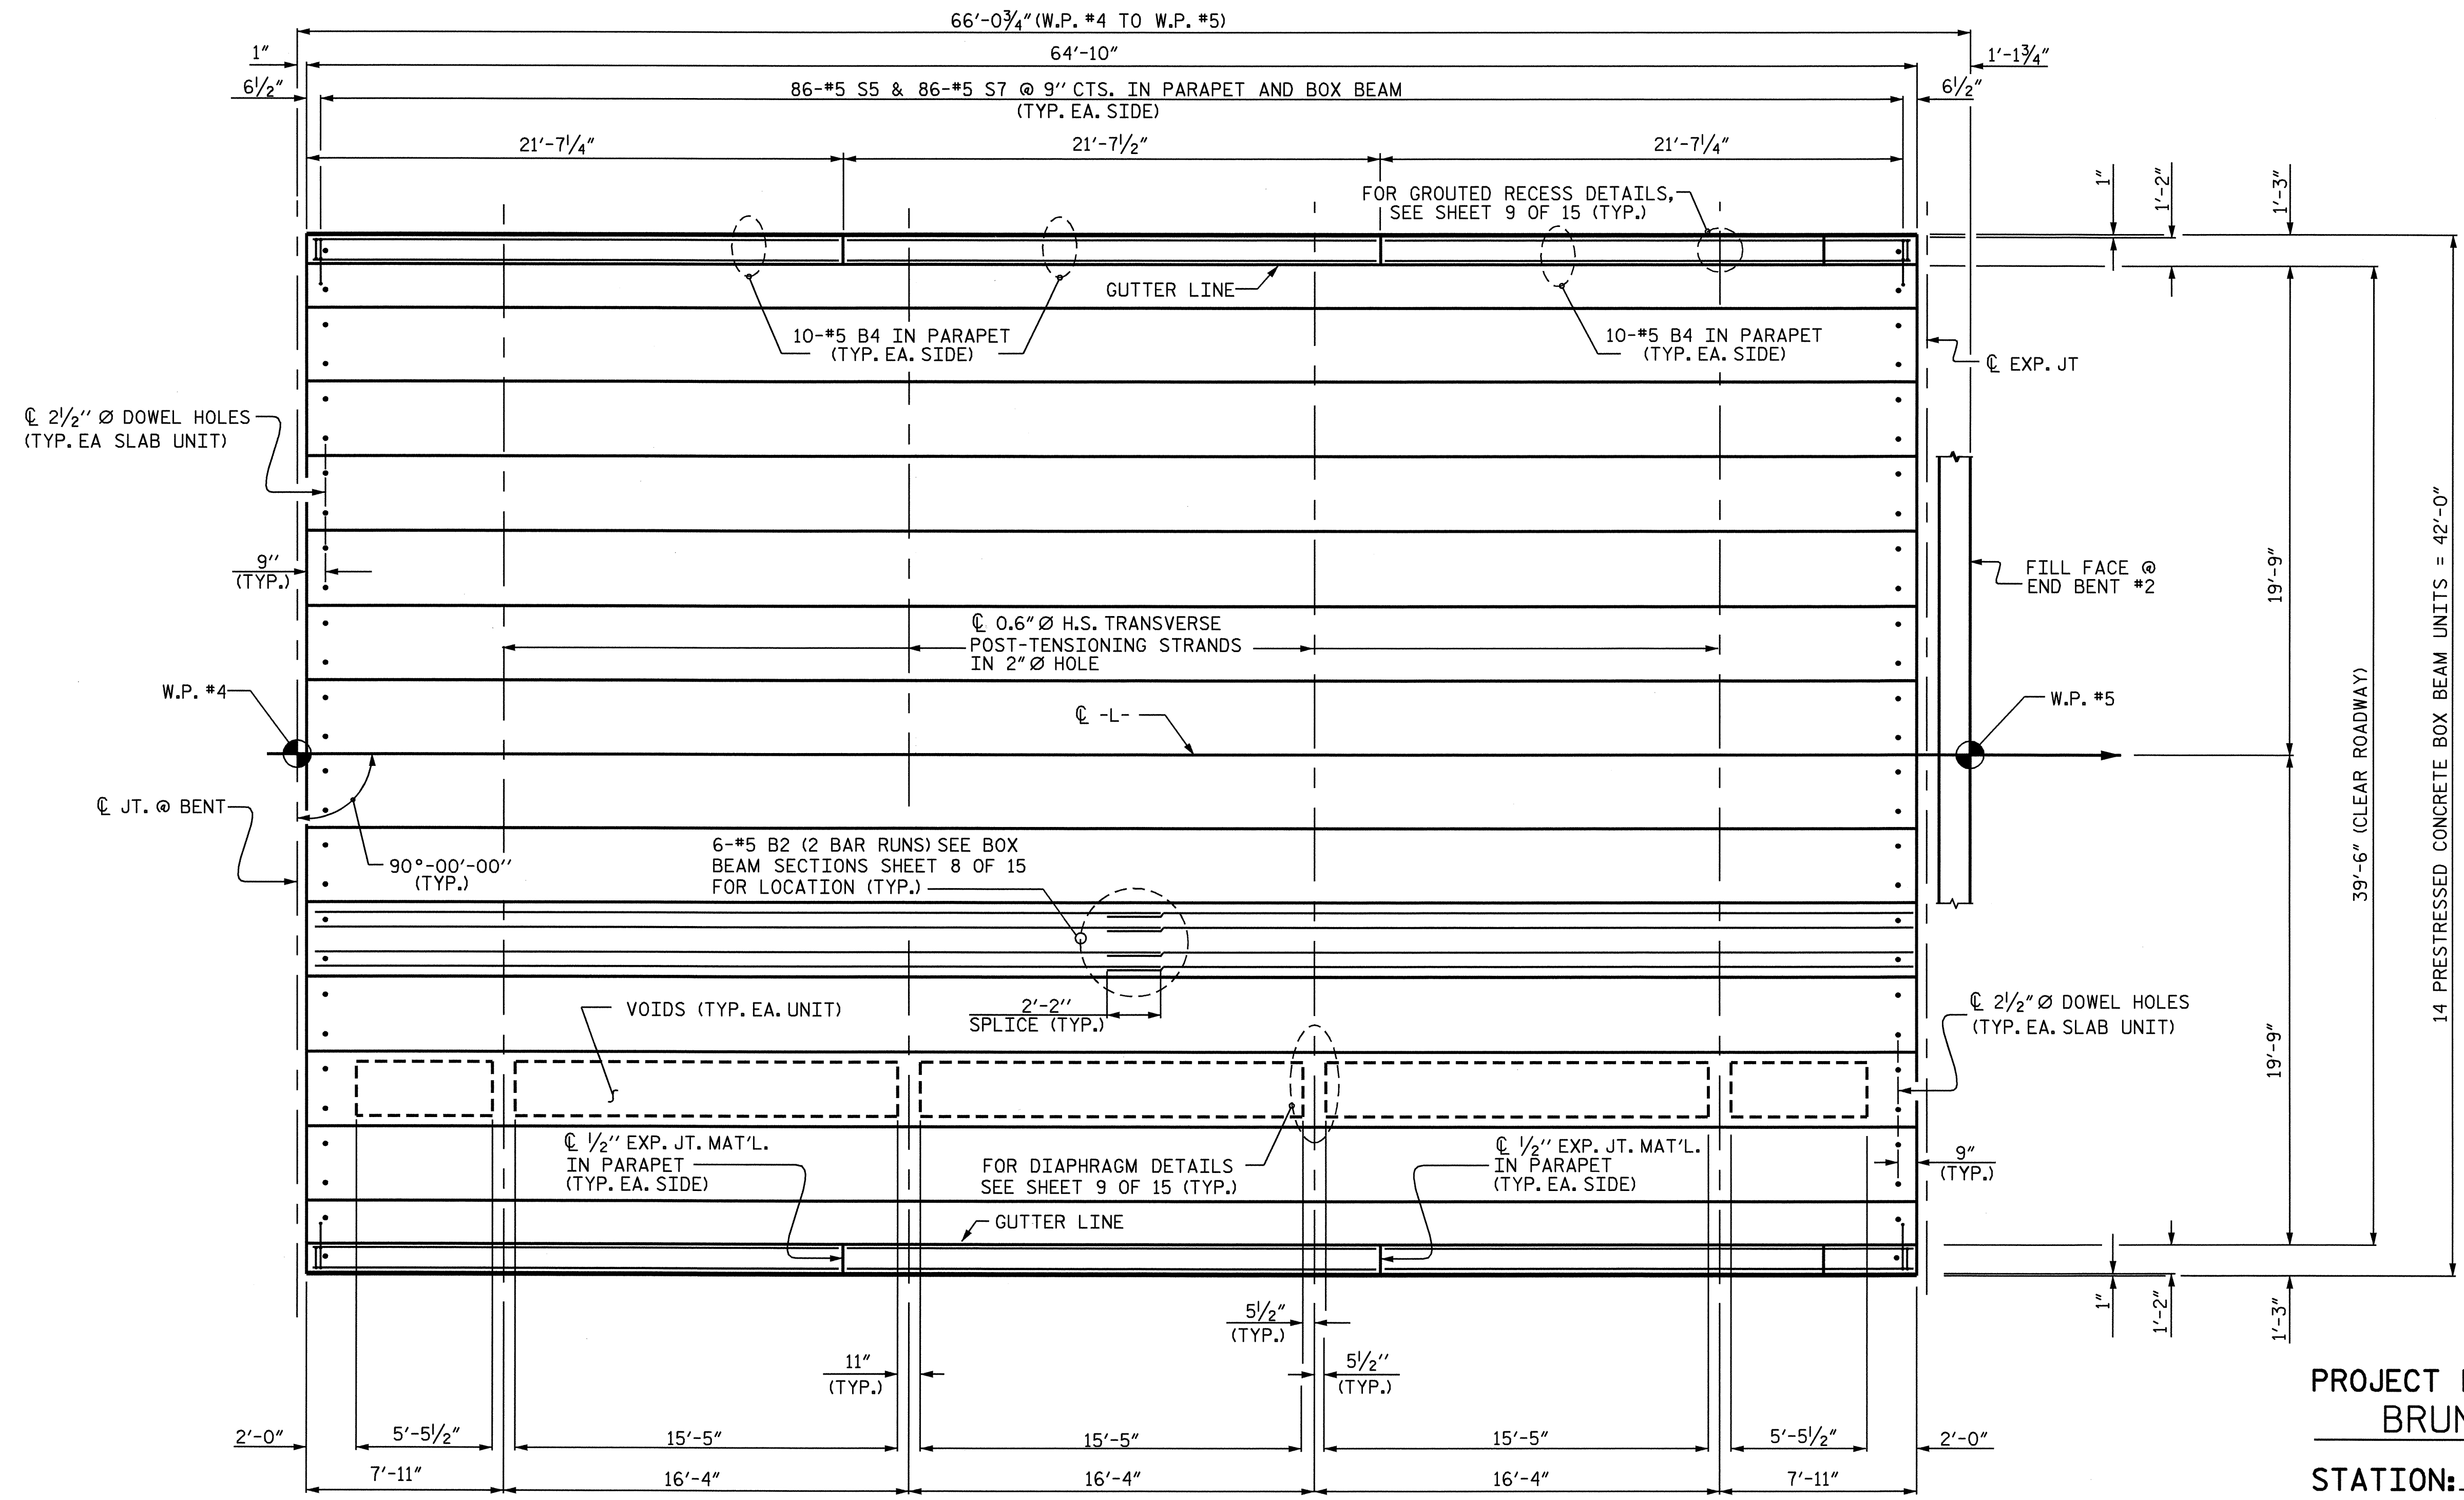 66'-0¾" (W.P. #4 TO W.P. #5)
1"
64'-10"
1'-1¾"
6½"
86-#5 S5 & 86-#5 S7 @ 9" CTS. IN PARAPET AND BOX BEAM
(TYP. EA. SIDE)
6½"
21'-7¼"
21'-7½"
21'-7¼"
FOR GROUTED RECESS DETAILS,
SEE SHEET 9 OF 15 (TYP.)
1"
1'-2"
1'-3"
GUTTER LINE
10-#5 B4 IN PARAPET
(TYP. EA. SIDE)
10-#5 B4 IN PARAPET
(TYP. EA. SIDE)
℄ EXP. JT
℄ 2½" Ø DOWEL HOLES
(TYP. EA SLAB UNIT)
9"
(TYP.)
FILL FACE @
END BENT #2
19'-9"
℄ 0.6" Ø H.S. TRANSVERSE
POST-TENSIONING STRANDS
IN 2" Ø HOLE
W.P. #4
W.P. #5
℄ -L-
39'-6" (CLEAR ROADWAY)
14 PRESTRESSED CONCRETE BOX BEAM UNITS = 42'-0"
℄ JT. @ BENT
90°-00'-00"
(TYP.)
6-#5 B2 (2 BAR RUNS) SEE BOX
BEAM SECTIONS SHEET 8 OF 15
FOR LOCATION (TYP.)
2'-2"
SPLICE (TYP.)
VOIDS (TYP. EA. UNIT)
℄ 2½" Ø DOWEL HOLES
(TYP. EA. SLAB UNIT)
19'-9"
℄ ½" EXP. JT. MAT'L.
IN PARAPET
(TYP. EA. SIDE)
FOR DIAPHRAGM DETAILS
SEE SHEET 9 OF 15 (TYP.)
℄ ½" EXP. JT. MAT'L.
IN PARAPET
(TYP. EA. SIDE)
9"
(TYP.)
GUTTER LINE
1"
1'-2"
1'-3"
5½"
(TYP.)
11"
(TYP.)
5½"
(TYP.)
2'-0"
5'-5½"
15'-5"
15'-5"
15'-5"
5'-5½"
2'-0"
7'-11"
16'-4"
16'-4"
16'-4"
7'-11"
PROJECT
BRUN
STATION: